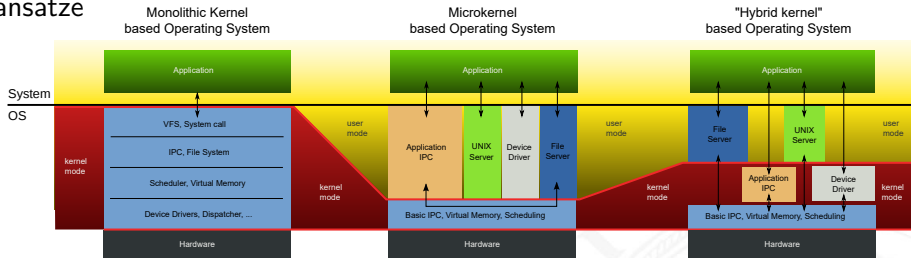 ansätze
Monolithic Kernel
based Operating System
Microkernel
based Operating System
"Hybrid kernel"
based Operating System
Application
Application
Application
System
OS
VFS, System call
IPC, File System
Scheduler, Virtual Memory
Device Drivers, Dispatcher, ...
Hardware
kernel
mode
user
mode
kernel
mode
Application
IPC
UNIX
Server
Device
Driver
File
Server
Basic IPC, Virtual Memory, Scheduling
Hardware
user
mode
kernel
mode
File
Server
UNIX
Server
Application
IPC
Device
Driver
Basic IPC, Virtual Memory, Scheduling
Hardware
user
mode
kernel
mode